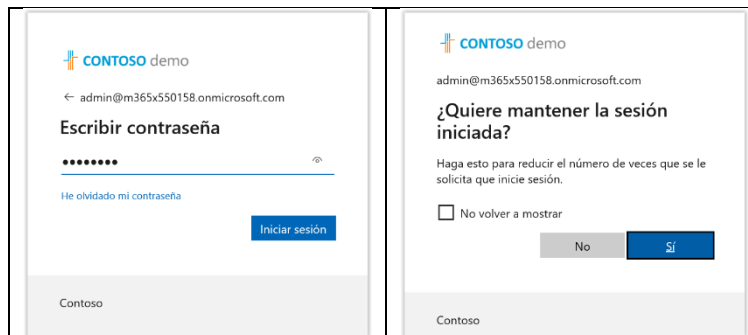 CONTOSO demo
← admin@m365x550158.onmicrosoft.com
Escribir contraseña
••••••••
He olvidado mi contraseña
Iniciar sesión
Contoso
CONTOSO demo
admin@m365x550158.onmicrosoft.com
¿Quiere mantener la sesión
iniciada?
Haga esto para reducir el número de veces que se le
solicita que inicie sesión.
No volver a mostrar
No Sí
Contoso